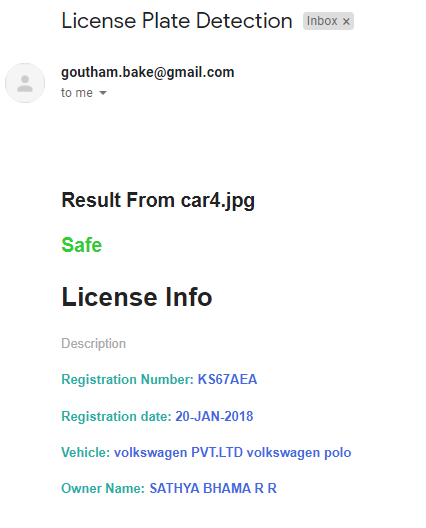 License Plate Detection Inbox ×
goutham.bake@gmail.com
to me
Result From car4.jpg
Safe
License Info
Description
Registration Number: KS67AEA
Registration date: 20-JAN-2018
Vehicle: volkswagen PVT.LTD volkswagen polo
Owner Name: SATHYA BHAMA R R